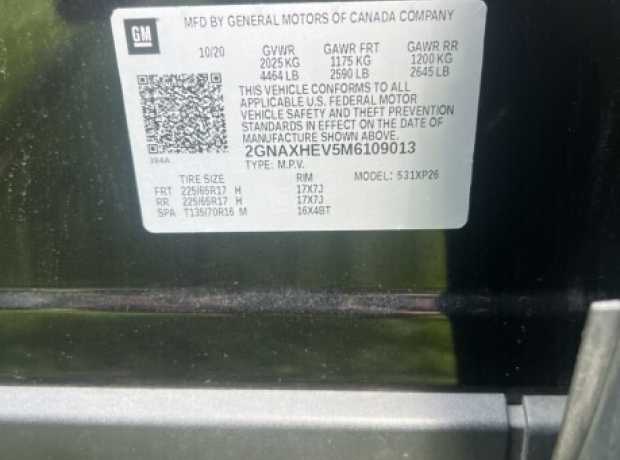 MFD BY GENERAL MOTORS OF CANADA COMPANY
GM
10/20 GVWR GAWR FRT GAWR RR
2025 KG 1175 KG 1200 KG
4464 LB 2590 LB 2645 LB
THIS VEHICLE CONFORMS TO ALL
APPLICABLE U.S. FEDERAL MOTOR
VEHICLE SAFETY AND THEFT PREVENTION
STANDARDS IN EFFECT ON THE DATE OF
MANUFACTURE SHOWN ABOVE.
2GNAXHEV5M6109013
394A TYPE: M.P.V.
TIRE SIZE RIM MODEL: 531XP26
FRT 225/65R17 H 17X7J
RR 225/65R17 H 17X7J
SPA T135/70R16 M 16X4BT